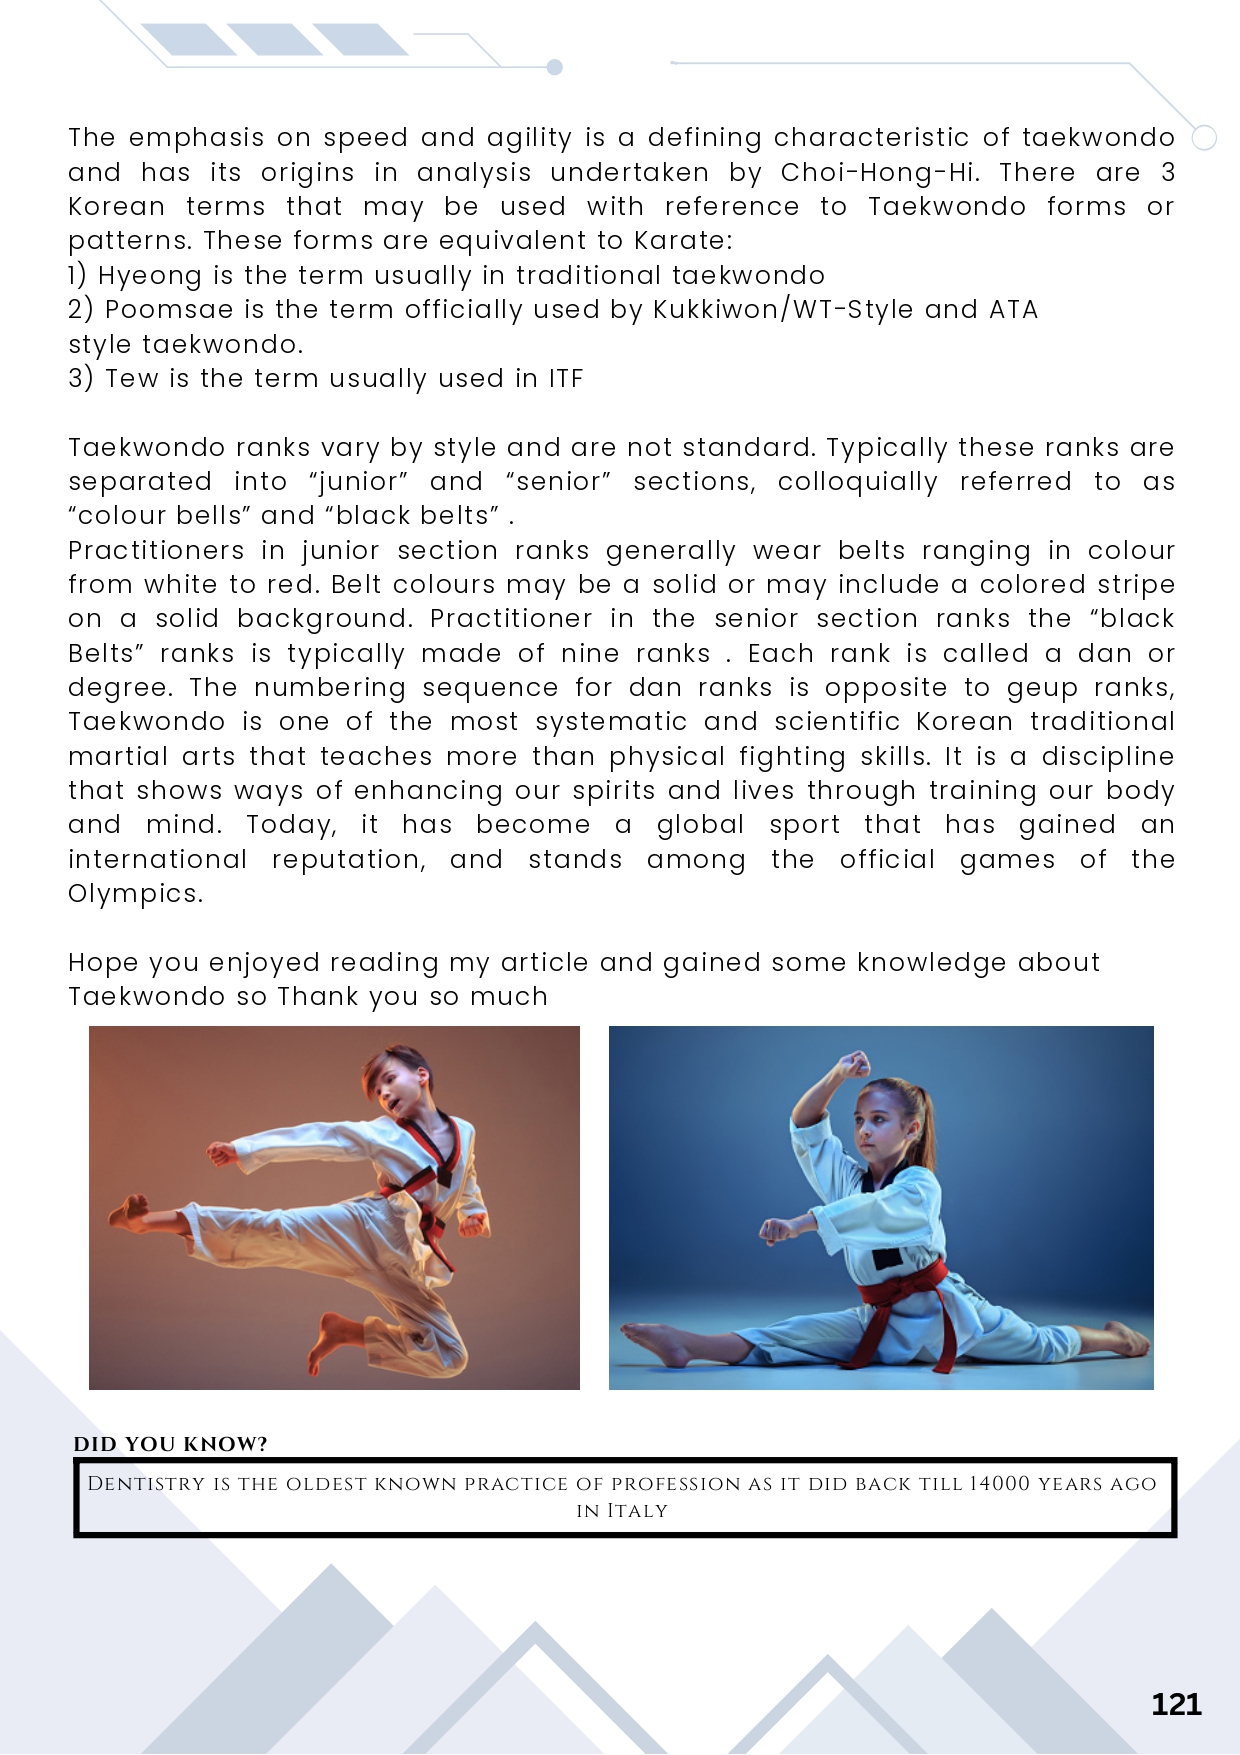 The emphasis on speed and agility is a defining characteristic of taekwondo
and has its origins in analysis undertaken by Choi-Hong-Hi. There are 3
Korean terms that may be used with reference to Taekwondo forms or
patterns. These forms are equivalent to Karate:
1) Hyeong is the term usually in traditional taekwondo
2) Poomsae is the term officially used by Kukkiwon/WT-Style and ATA
style taekwondo.
3) Tew is the term usually used in ITF
Taekwondo ranks vary by style and are not standard. Typically these ranks are
separated into “junior” and “senior” sections, colloquially referred to as
“colour bells” and “black belts” .
Practitioners in junior section ranks generally wear belts ranging in colour
from white to red. Belt colours may be a solid or may include a colored stripe
on a solid background. Practitioner in the senior section ranks the “black
Belts” ranks is typically made of nine ranks . Each rank is called a dan or
degree. The numbering sequence for dan ranks is opposite to geup ranks,
Taekwondo is one of the most systematic and scientific Korean traditional
martial arts that teaches more than physical fighting skills. It is a discipline
that shows ways of enhancing our spirits and lives through training our body
and mind. Today, it has become a global sport that has gained an
international reputation, and stands among the official games of the
Olympics.
Hope you enjoyed reading my article and gained some knowledge about
Taekwondo so Thank you so much
DID YOU KNOW?
Dentistry is the oldest known practice of profession as it did back till 14000 years ago
in Italy
121